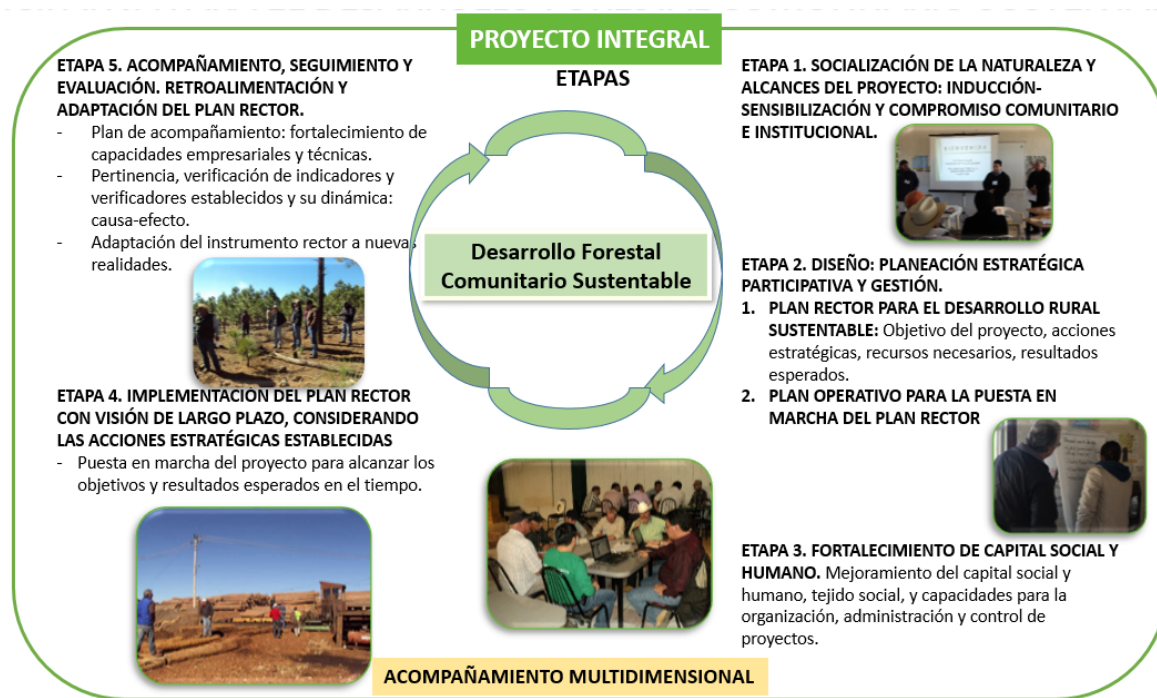 PROYECTO INTEGRAL
ETAPAS
ETAPA 1. SOCIALIZACIÓN DE LA NATURALEZA Y
ALCANCES DEL PROYECTO: INDUCCIÓN-
SENSIBILIZACIÓN Y COMPROMISO COMUNITARIO
E INSTITUCIONAL.
BIENVENIDA
ETAPA 2. DISEÑO: PLANEACIÓN ESTRATÉGICA
PARTICIPATIVA Y GESTIÓN.
1. PLAN RECTOR PARA EL DESARROLLO RURAL
SUSTENTABLE: Objetivo del proyecto, acciones
estratégicas, recursos necesarios, resultados
esperados.
2. PLAN OPERATIVO PARA LA PUESTA EN
MARCHA DEL PLAN RECTOR
ETAPA 3. FORTALECIMIENTO DE CAPITAL SOCIAL Y
HUMANO. Mejoramiento del capital social y
humano, tejido social, y capacidades para la
organización, administración y control de
proyectos.
ETAPA 4. IMPLEMENTACIÓN DEL PLAN RECTOR
CON VISIÓN DE LARGO PLAZO, CONSIDERANDO
LAS ACCIONES ESTRATÉGICAS ESTABLECIDAS
- Puesta en marcha del proyecto para alcanzar los
objetivos y resultados esperados en el tiempo.
ETAPA 5. ACOMPAÑAMIENTO, SEGUIMIENTO Y
EVALUACIÓN. RETROALIMENTACIÓN Y
ADAPTACIÓN DEL PLAN RECTOR.
- Plan de acompañamiento: fortalecimiento de
capacidades empresariales y técnicas.
- Pertinencia, verificación de indicadores y
verificadores establecidos y su dinámica:
causa-efecto.
- Adaptación del instrumento rector a nuevas
realidades.
Desarrollo Forestal
Comunitario Sustentable
ACOMPAÑAMIENTO MULTIDIMENSIONAL